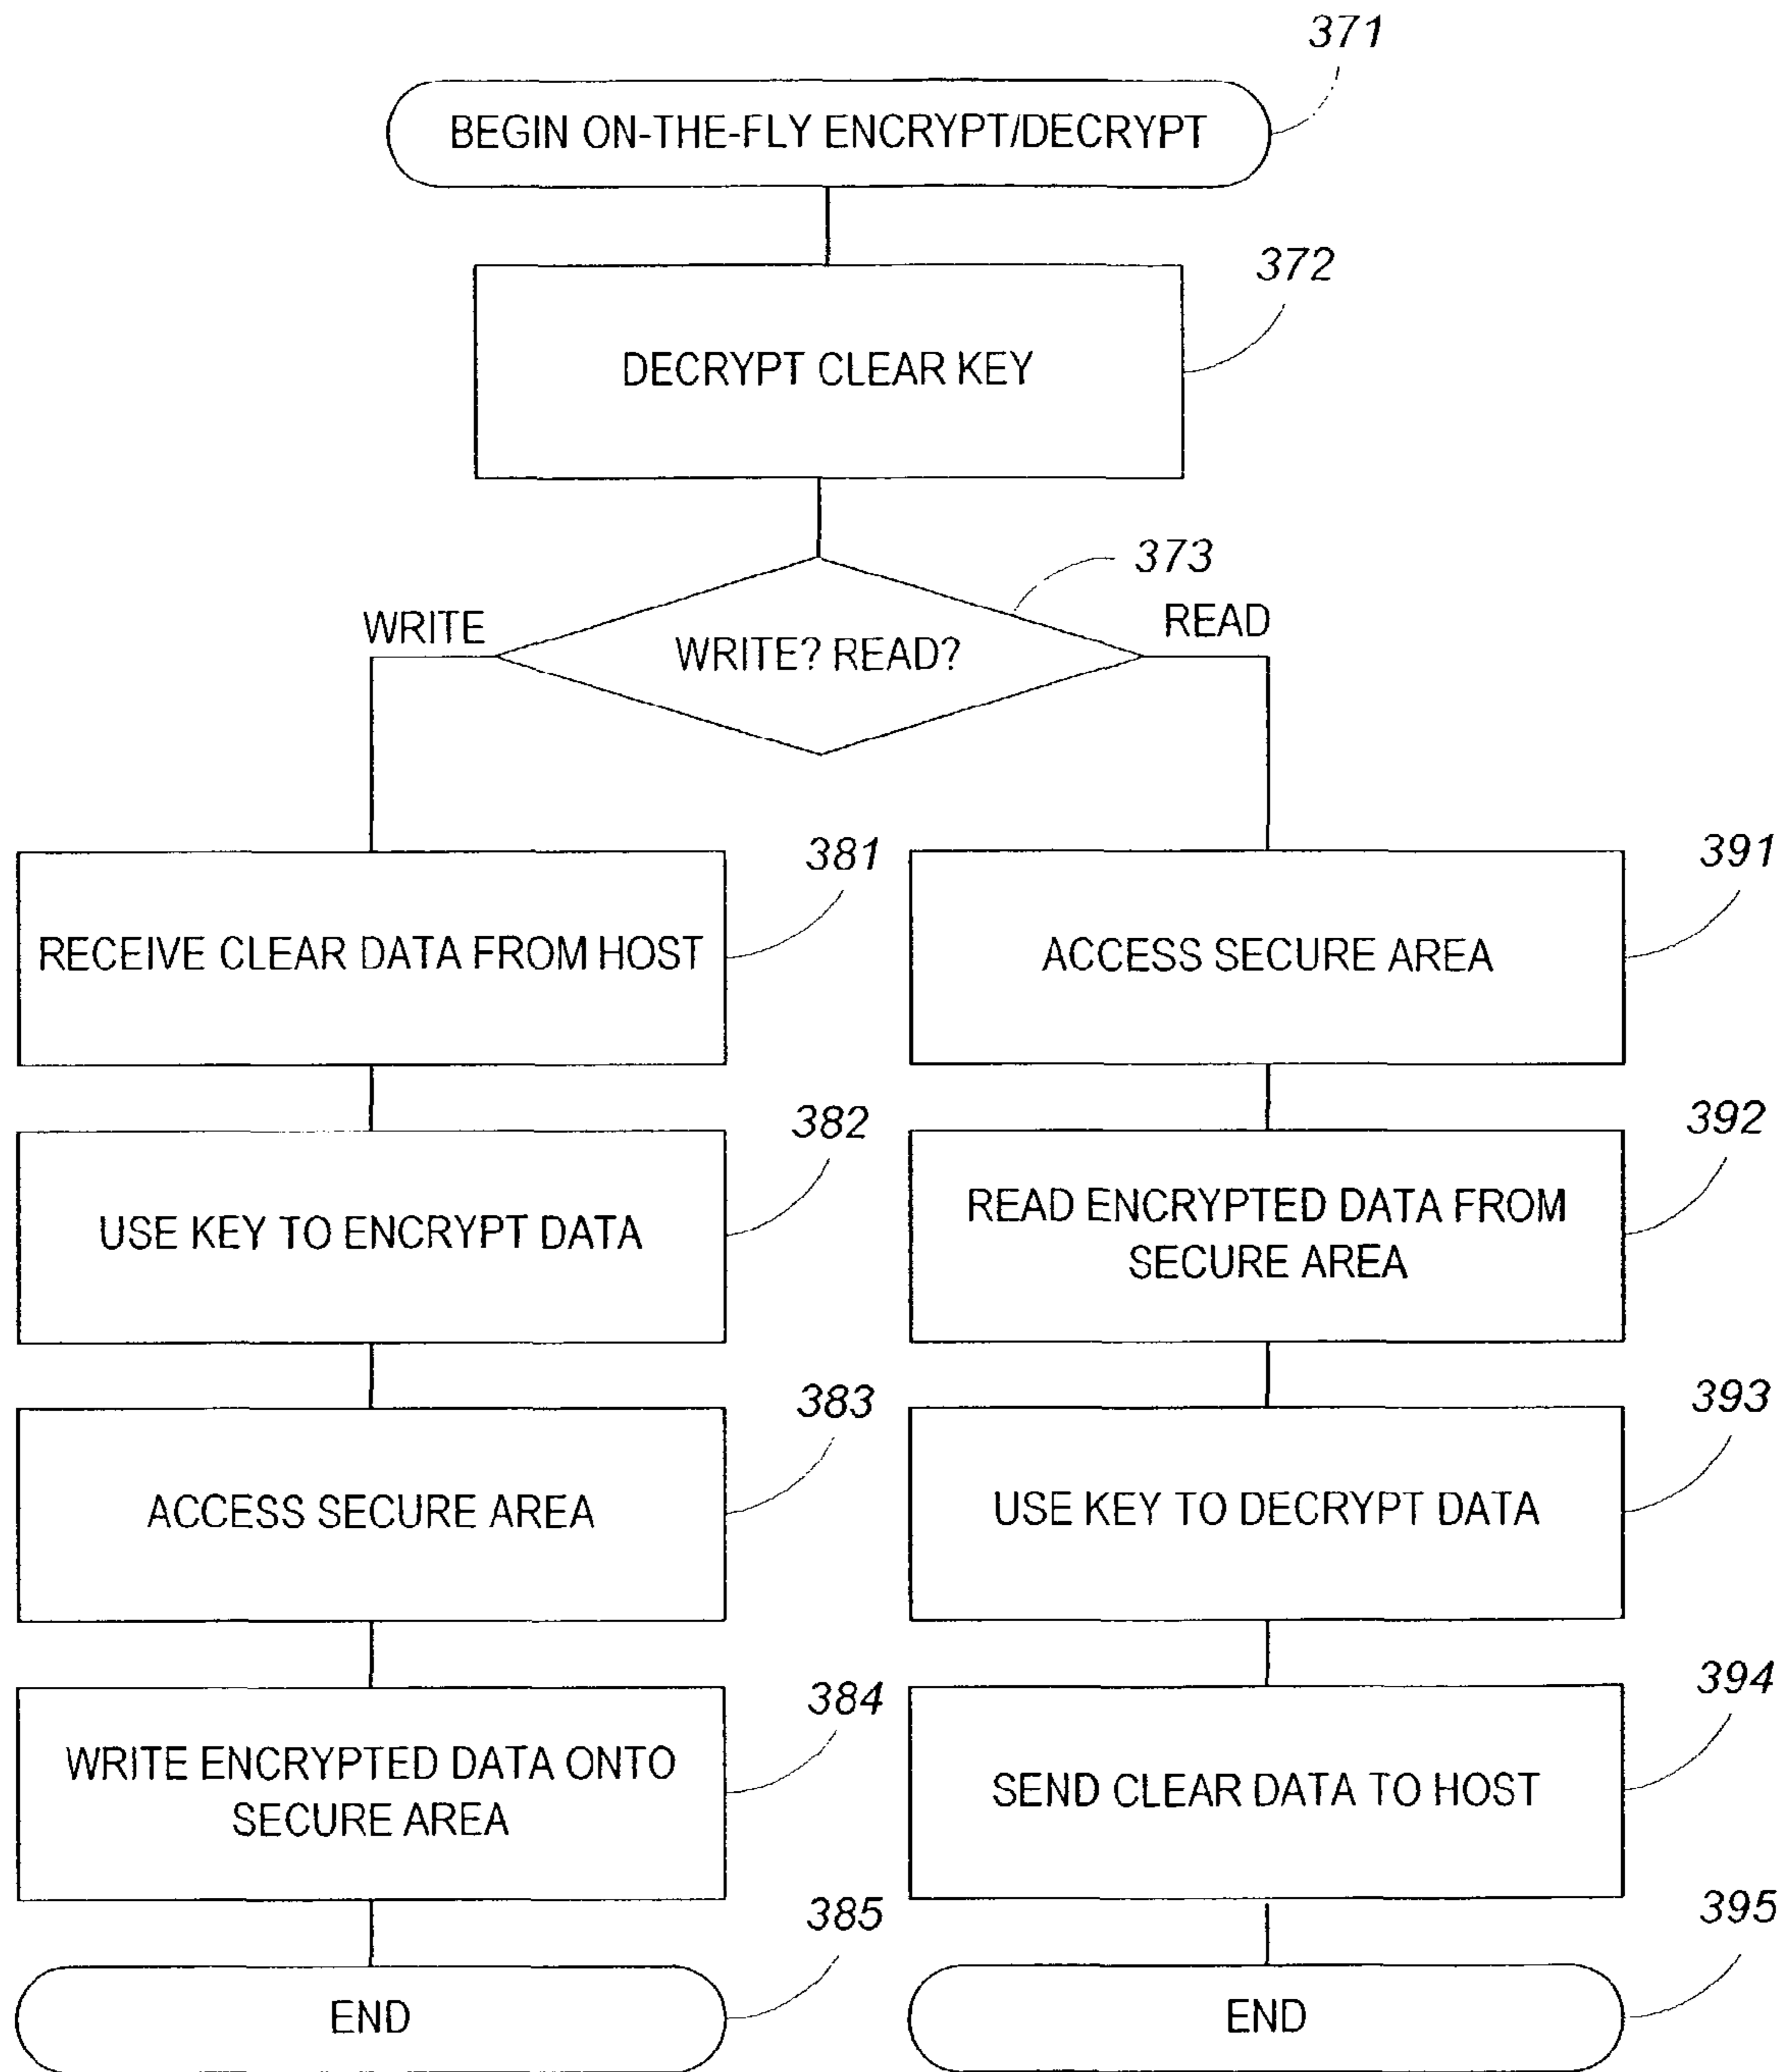 371
BEGIN ON-THE-FLY ENCRYPT/DECRYPT
372
DECRYPT CLEAR KEY
373
WRITE
READ
WRITE? READ?
381
391
RECEIVE CLEAR DATA FROM HOST
ACCESS SECURE AREA
382
392
USE KEY TO ENCRYPT DATA
READ ENCRYPTED DATA FROM
SECURE AREA
383
393
ACCESS SECURE AREA
USE KEY TO DECRYPT DATA
384
394
WRITE ENCRYPTED DATA ONTO
SECURE AREA
SEND CLEAR DATA TO HOST
385
395
END
END